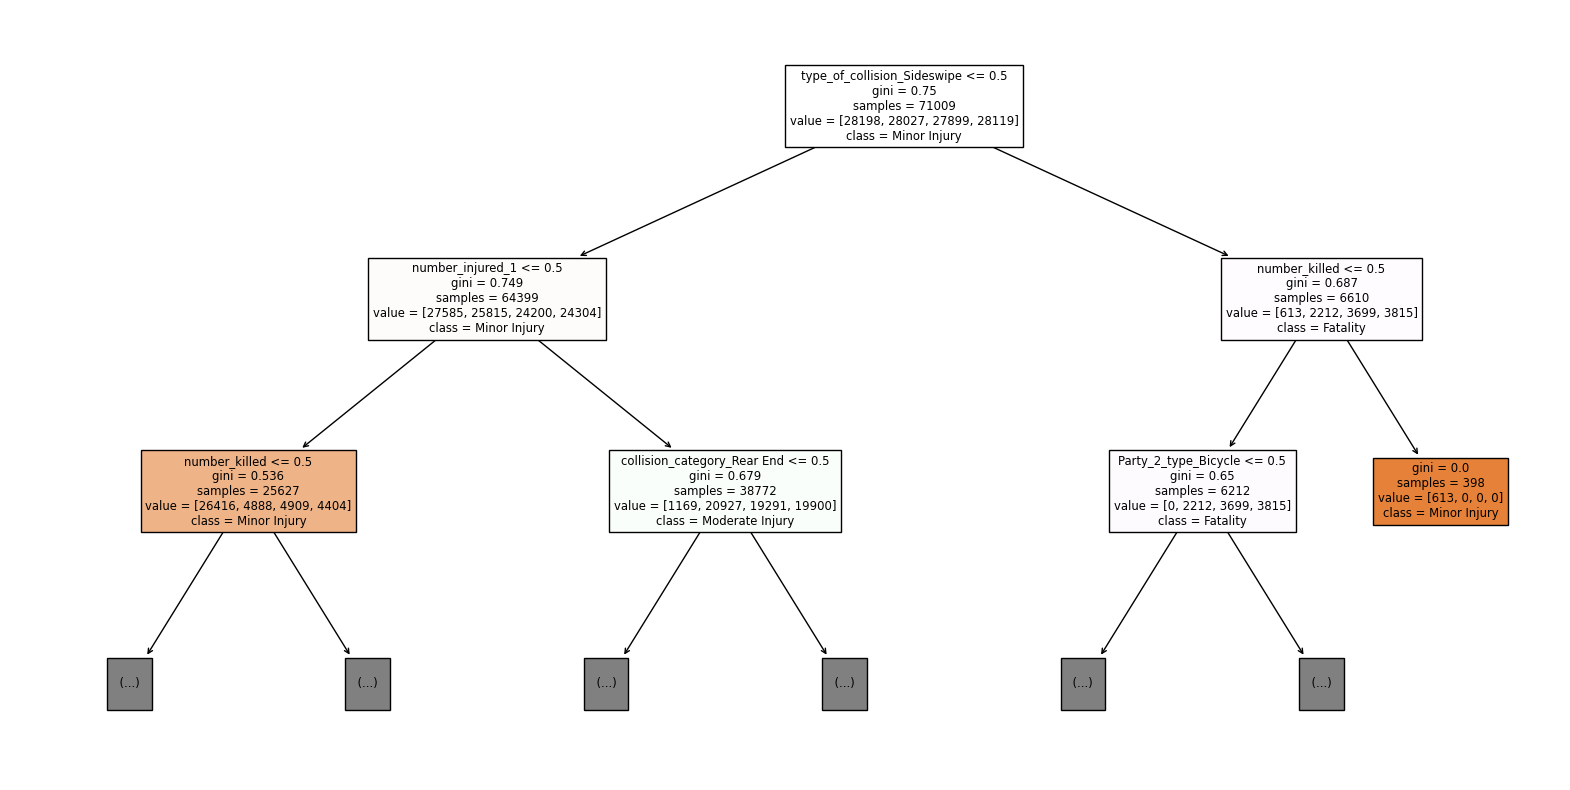 type_of_collision_Sideswipe <= 0.5
gini = 0.75
samples = 71009
value = [28198, 28027, 27899, 28119]
class = Minor Injury
number_injured_1 <= 0.5
gini = 0.749
samples = 64399
value = [27585, 25815, 24200, 24304]
class = Minor Injury
number_killed <= 0.5
gini = 0.687
samples = 6610
value = [613, 2212, 3699, 3815]
class = Fatality
number_killed <= 0.5
gini = 0.536
samples = 25627
value = [26416, 4888, 4909, 4404]
class = Minor Injury
collision_category_Rear End <= 0.5
gini = 0.679
samples = 38772
value = [1169, 20927, 19291, 19900]
class = Moderate Injury
Party_2_type_Bicycle <= 0.5
gini = 0.65
samples = 6212
value = [0, 2212, 3699, 3815]
class = Fatality
gini = 0.0
samples = 398
value = [613, 0, 0, 0]
class = Minor Injury
(...)
(...)
(...)
(...)
(...)
(...)